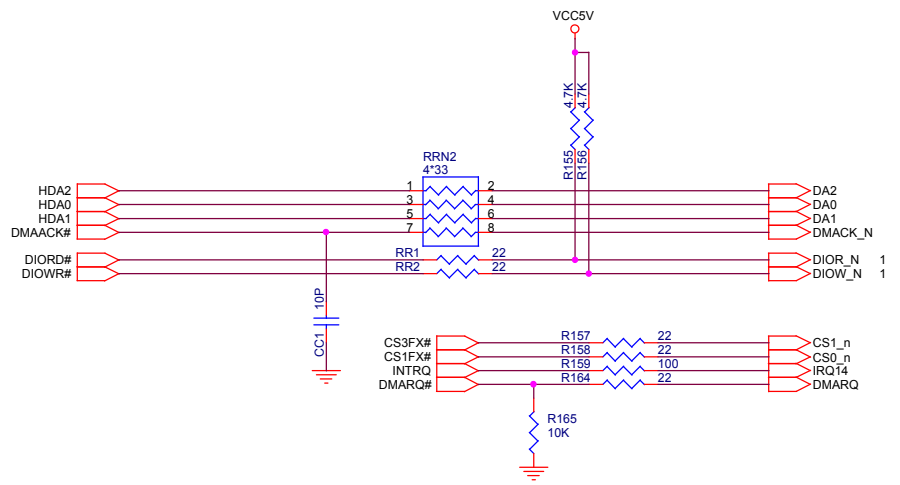 VCC5V
4.7K 4.7K
R155 R156
RRN2
4*33
HDA2 1 2 DA2
HDA0 3 4 DA0
HDA1 5 6 DA1
DMAACK# 7 8 DMACK_N
DIORD# RR1 22 DIOR_N 1
DIOWR# RR2 22 DIOW_N 1
10P
CC1
CS3FX# R157 22 CS1_n
CS1FX# R158 22 CS0_n
INTRQ R159 100 IRQ14
DMARQ# R164 22 DMARQ
R165
10K